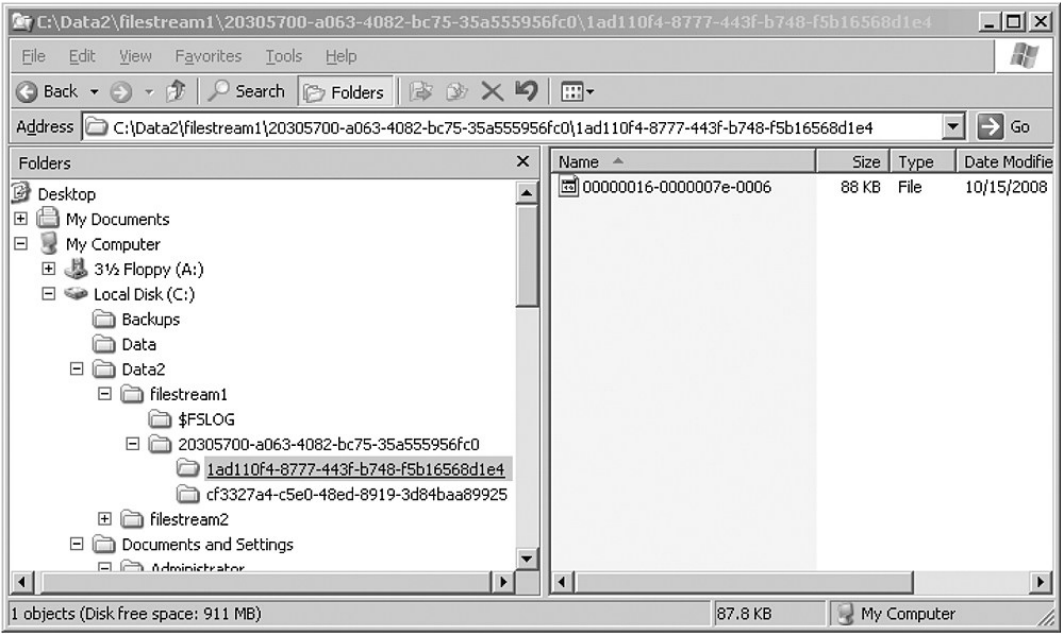 C:\Data2\filestream1\20305700-a063-4082-bc75-35a555956fc0\1ad110f4-8777-443f-b748-f5b16568d1e4
File Edit View Favorites Tools Help
Back Search Folders
Address C:\Data2\filestream1\20305700-a063-4082-bc75-35a555956fc0\1ad110f4-8777-443f-b748-f5b16568d1e4 Go
Folders
Desktop
My Documents
My Computer
3½ Floppy (A:)
Local Disk (C:)
Backups
Data
Data2
filestream1
$FSLOG
20305700-a063-4082-bc75-35a555956fc0
1ad110f4-8777-443f-b748-f5b16568d1e4
cf3327a4-c5e0-48ed-8919-3d84baa89925
filestream2
Documents and Settings
Administrator
Name Size Type Date Modifie
00000016-0000007e-0006 88 KB File 10/15/2008
1 objects (Disk free space: 911 MB) 87.8 KB My Computer